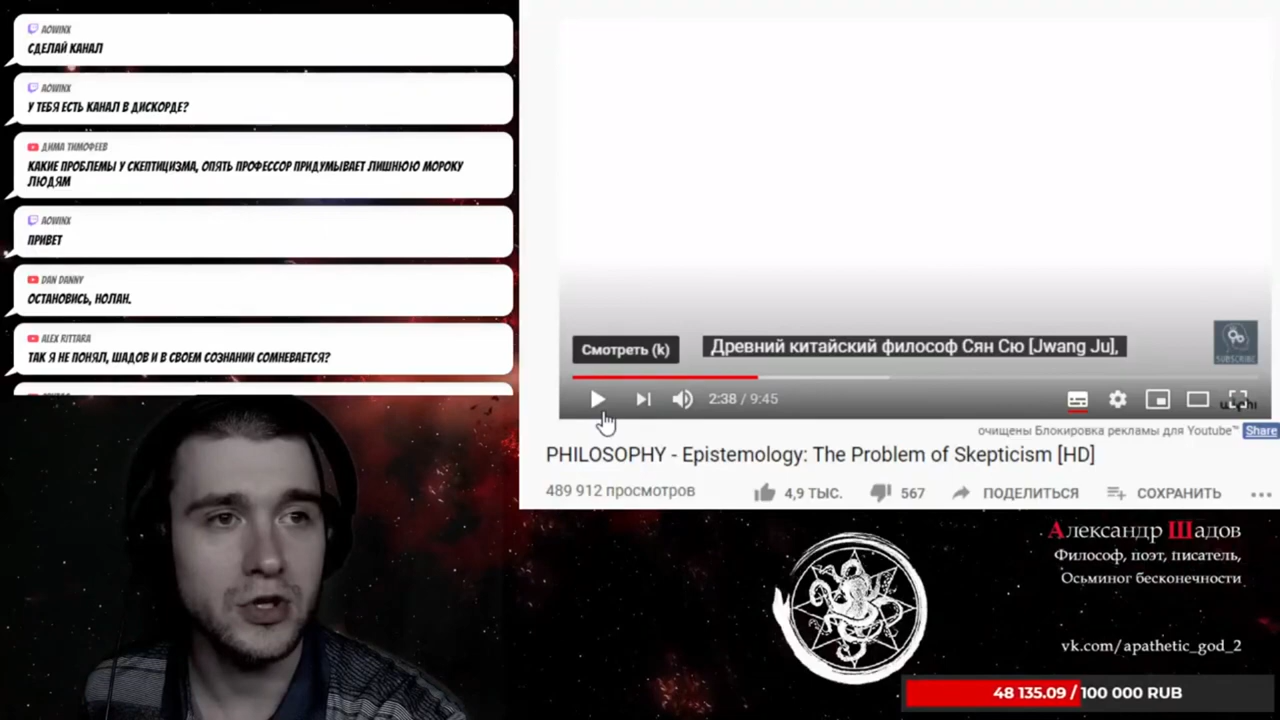 AOWINX
СДЕЛАЙ КАНАЛ
AOWINX
У ТЕБЯ ЕСТЬ КАНАЛ В ДИСКОРДЕ?
ДИМА ТИМОФЕЕВ
КАКИЕ ПРОБЛЕМЫ У СКЕПТИЦИЗМА, ОПЯТЬ ПРОФЕССОР ПРИДУМЫВАЕТ ЛИШНЮЮ МОРОКУ
ЛЮДЯМ
AOWINX
ПРИВЕТ
DAN DANNY
ОСТАНОВИСЬ, НОЛАН.
ALEX RITTARA
ТАК Я НЕ ПОНЯЛ, ШАДОВ И В СВОЕМ СОЗНАНИИ СОМНЕВАЕТСЯ?
Смотреть (k)
Древний китайский философ Сян Сю [Jwang Ju],
SUBSCRIBE
2:38 / 9:45
очищены Блокировка рекламы для Youtube™ Share
PHILOSOPHY - Epistemology: The Problem of Skepticism [HD]
489 912 просмотров
4,9 ТЫС.
567
ПОДЕЛИТЬСЯ
СОХРАНИТЬ
Александр Шадов
Философ, поэт, писатель,
Осьминог бесконечности
vk.com/apathetic_god_2
48 135.09 / 100 000 RUB